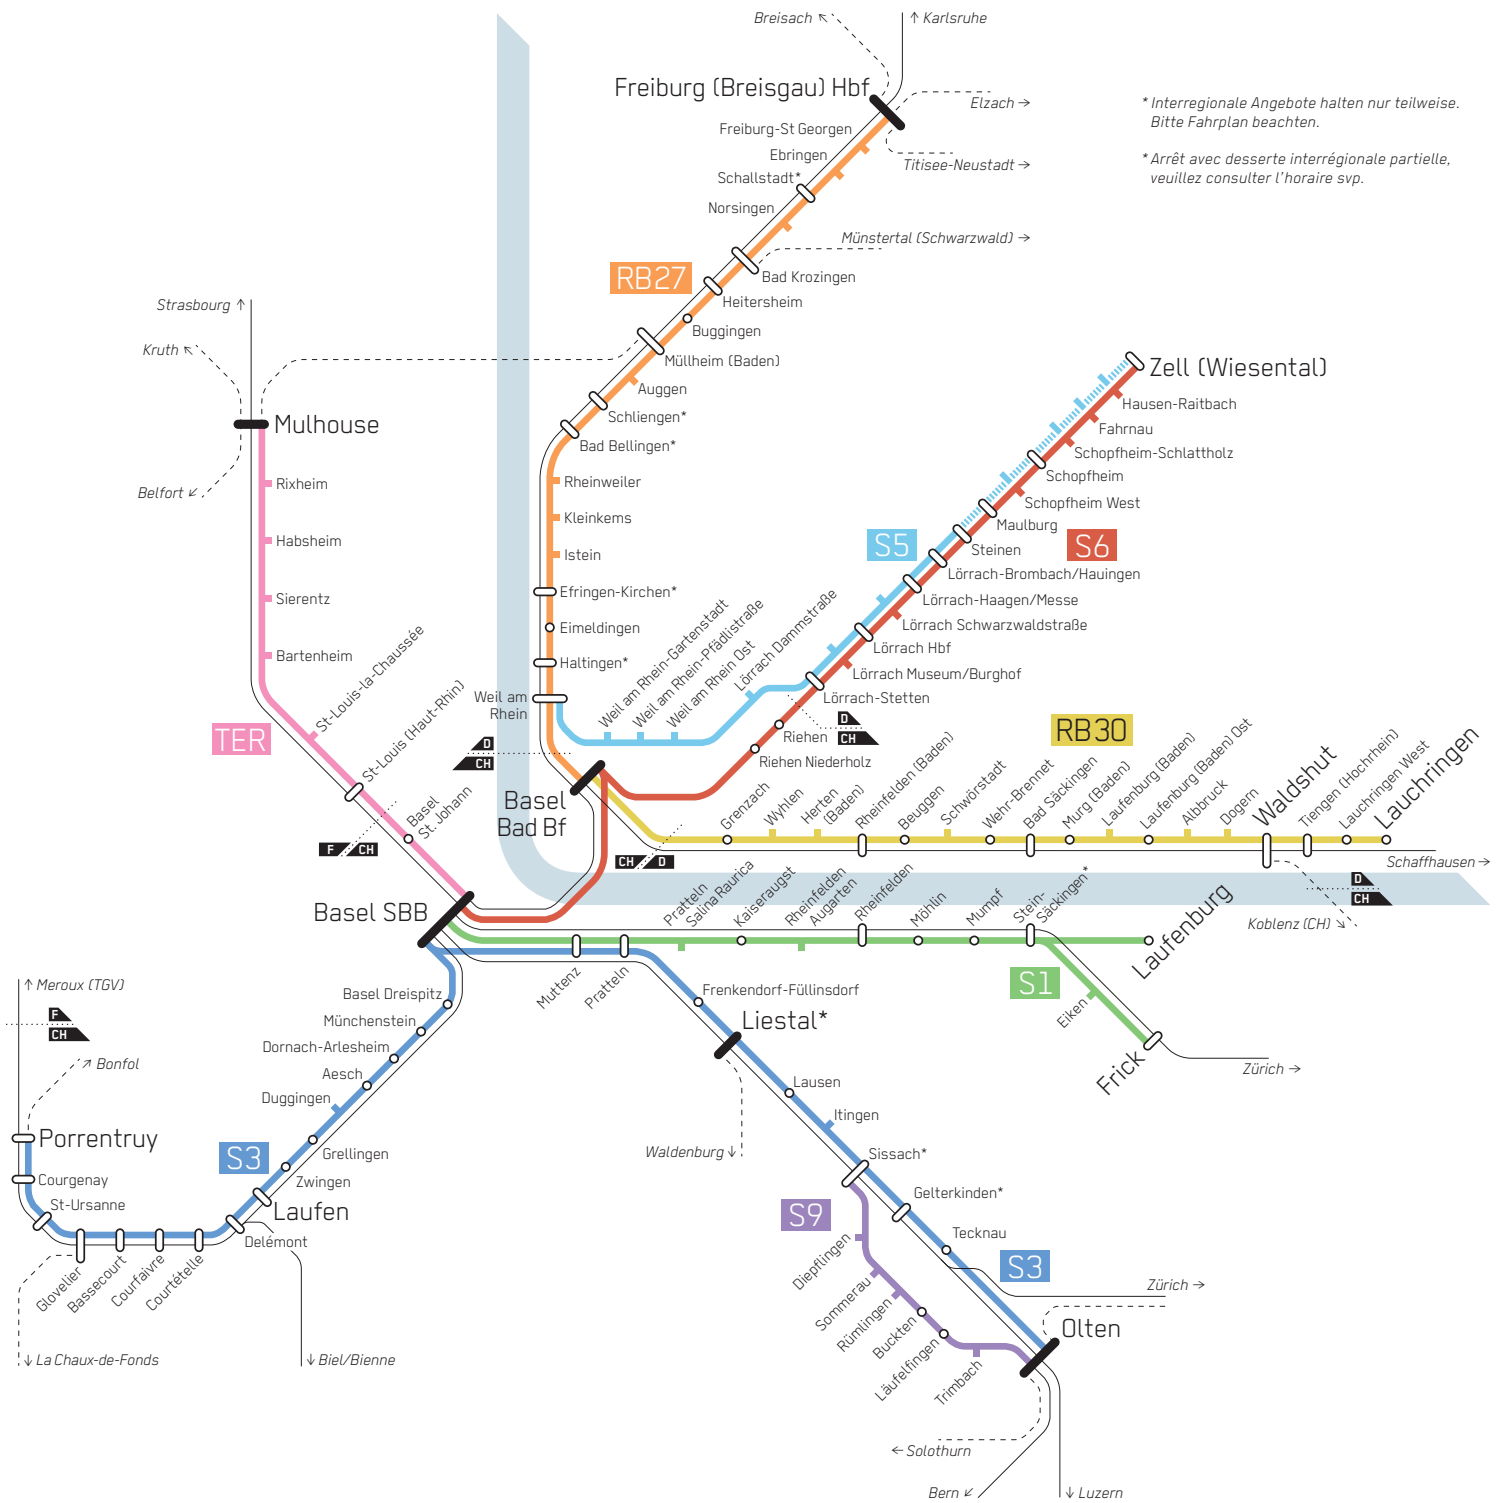 Breisach ↖
↑ Karlsruhe
Freiburg (Breisgau) Hbf
Elzach →
* Interregionale Angebote halten nur teilweise.
Bitte Fahrplan beachten.
Freiburg-St Georgen
Ebringen
Titisee-Neustadt →
* Arrêt avec desserte interrégionale partielle,
veuillez consulter l'horaire svp.
Schallstadt*
Norsingen
Münstertal (Schwarzwald) →
RB27
Bad Krozingen
Heitersheim
Buggingen
Müllheim (Baden)
Auggen
Schliengen*
Bad Bellingen*
Rheinweiler
Kleinkems
Istein
Efringen-Kirchen*
Eimeldingen
Haltingen*
Weil am
Rhein
Strasbourg ↑
Kruth ↖
Mulhouse
Belfort ↙
Rixheim
Habsheim
Sierentz
Bartenheim
St-Louis-la-Chaussée
TER
St-Louis (Haut-Rhin)
Basel
St. Johann
F CH
Zell (Wiesental)
Hausen-Raitbach
Fahrnau
Schopfheim-Schlattholz
Schopfheim
Schopfheim West
Maulburg
S5
S6
Steinen
Lörrach-Brombach/Hauingen
Lörrach-Haagen/Messe
Lörrach Schwarzwaldstraße
Lörrach Hbf
Lörrach Museum/Burghof
Lörrach-Stetten
Lörrach Dammstraße
Weil am Rhein-Gartenstadt
Weil am Rhein-Pfädlistraße
Weil am Rhein Ost
D
CH
Riehen
Riehen Niederholz
D
CH
Basel
Bad Bf
RB30
Grenzach
Wyhlen
Herten
(Baden)
Rheinfelden (Baden)
Beuggen
Schwörstadt
Wehr-Brennet
Bad Säckingen
Murg (Baden)
Laufenburg (Baden)
Laufenburg (Baden) Ost
Albbruck
Dogern
Waldshut
Tiengen (Hochrhein)
Lauchringen West
Lauchringen
CH D
Schaffhausen →
D
CH
Koblenz (CH) ↘
Basel SBB
Muttenz
Pratteln
Pratteln
Salina Raurica
Kaiseraugst
Rheinfelden
Augarten
Rheinfelden
Möhlin
Mumpf
Stein-
Säckingen*
Laufenburg
S1
Eiken
Frick
Zürich →
↑ Meroux (TGV)
F
CH
↗ Bonfol
Basel Dreispitz
Münchenstein
Dornach-Arlesheim
Aesch
Duggingen
Grellingen
Zwingen
S3
Laufen
Delémont
Porrentruy
Courgenay
St-Ursanne
Glovelier
Bassecourt
Courfaivre
Courtételle
↓ La Chaux-de-Fonds
↓ Biel/Bienne
Frenkendorf-Füllinsdorf
Liestal*
Lausen
Itingen
Waldenburg ↓
Sissach*
Gelterkinden*
Tecknau
S9
S3
Diepflingen
Sommerau
Rümlingen
Buckten
Läufelfingen
Trimbach
Zürich →
Olten
← Solothurn
Bern ↙
↓ Luzern